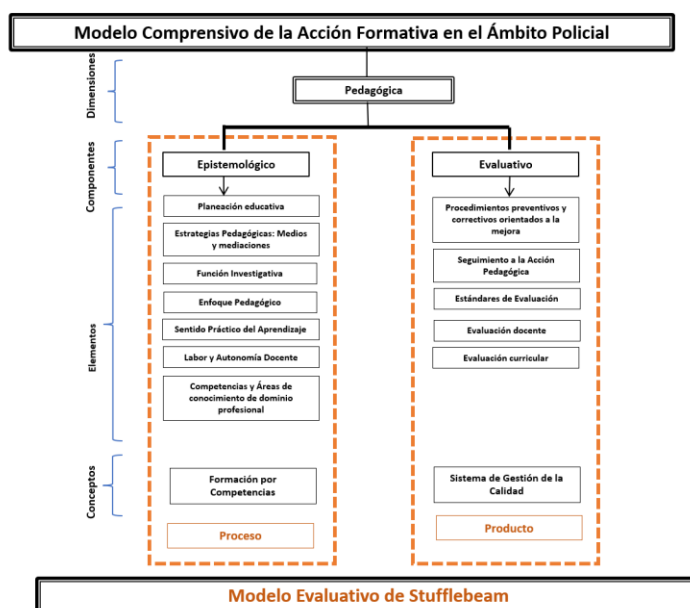 Modelo Comprensivo de la Acción Formativa en el Ámbito Policial
Dimensiones
Pedagógica
Componentes
Epistemológico
Evaluativo
Elementos
Planeación educativa
Estrategias Pedagógicas: Medios
y mediaciones
Función Investigativa
Enfoque Pedagógico
Sentido Práctico del Aprendizaje
Labor y Autonomía Docente
Competencias y Áreas de
conocimiento de dominio
profesional
Procedimientos preventivos y
correctivos orientados a la
mejora
Seguimiento a la Acción
Pedagógica
Estándares de Evaluación
Evaluación docente
Evaluación curricular
Conceptos
Formación por
Competencias
Sistema de Gestión de la
Calidad
Proceso
Producto
Modelo Evaluativo de Stufflebeam